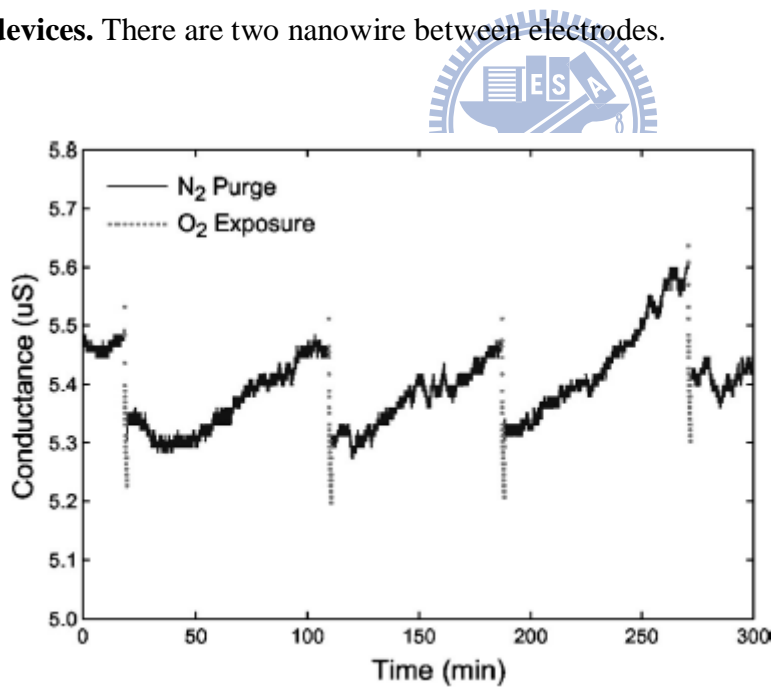 devices. There are two nanowire between electrodes.
E S A
8
5.8
5.7
5.6
5.5
5.4
5.3
5.2
5.1
5.0
Conductance (uS)
N2 Purge
O2 Exposure
0 50 100 150 200 250 300
Time (min)